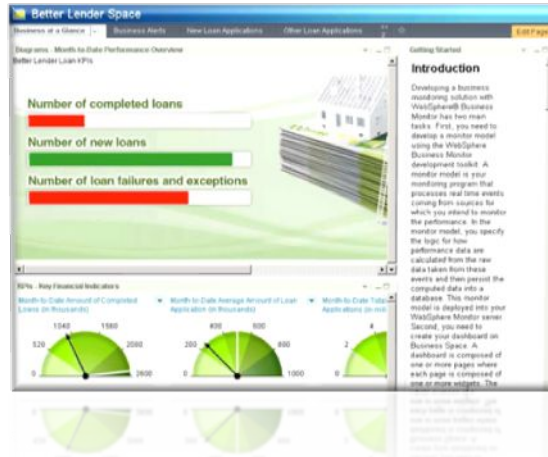 Better Lender Space
Business at a Glance
Business Alerts
New Loan Applications
Other Loan Applications
Edit Page
Diagrams - Month-to-Date Performance Overview
Better Lender Loan KPIs
Number of completed loans
Number of new loans
Number of loan failures and exceptions
KPIs - Key Financial Indicators
Month-to-Date Amount of Completed
Loans (in thousands)
Month-to-Date Average Amount of Loan
Application (in thousands)
Month-to-Date Tota
Applications (in mil
520
1040
1560
2080
0
2600
200
400
600
800
0
1000
2
4
0
Getting Started
Introduction
Developing a business
monitoring solution with
WebSphere® Business
Monitor has two main
tasks. First, you need to
develop a monitor model
using the WebSphere
Business Monitor
development toolkit. A
monitor model is your
monitoring program that
processes real time events
coming from sources for
which you intend to monitor
the performance. In the
monitor model, you specify
the logic for how
performance data are
calculated from the raw
data taken from these
events and then persist the
computed data into a
database. This monitor
model is deployed into your
WebSphere Monitor server.
Second, you need to
create your dashboard on
Business Space. A
dashboard is composed of
one or more pages where
each page is composed of
one or more widgets. The